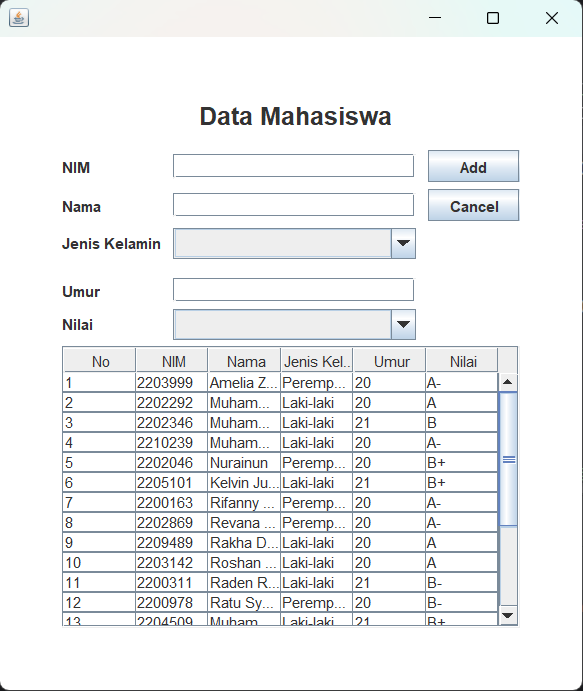 Data Mahasiswa
NIM Add
Nama Cancel
Jenis Kelamin
Umur
Nilai
No NIM Nama Jenis Kel... Umur Nilai
1 2203999 Amelia Z... Peremp... 20 A-
2 2202292 Muham... Laki-laki 20 A
3 2202346 Muham... Laki-laki 21 B
4 2210239 Muham... Laki-laki 20 A-
5 2202046 Nurainun Peremp... 20 B+
6 2205101 Kelvin Ju... Laki-laki 21 B+
7 2200163 Rifanny ... Peremp... 20 A-
8 2202869 Revana ... Peremp... 20 A-
9 2209489 Rakha D... Laki-laki 20 A
10 2203142 Roshan ... Laki-laki 20 A
11 2200311 Raden R... Laki-laki 21 B-
12 2200978 Ratu Sy... Peremp... 20 B-
13 2204509 Muham... Laki-laki 21 B+